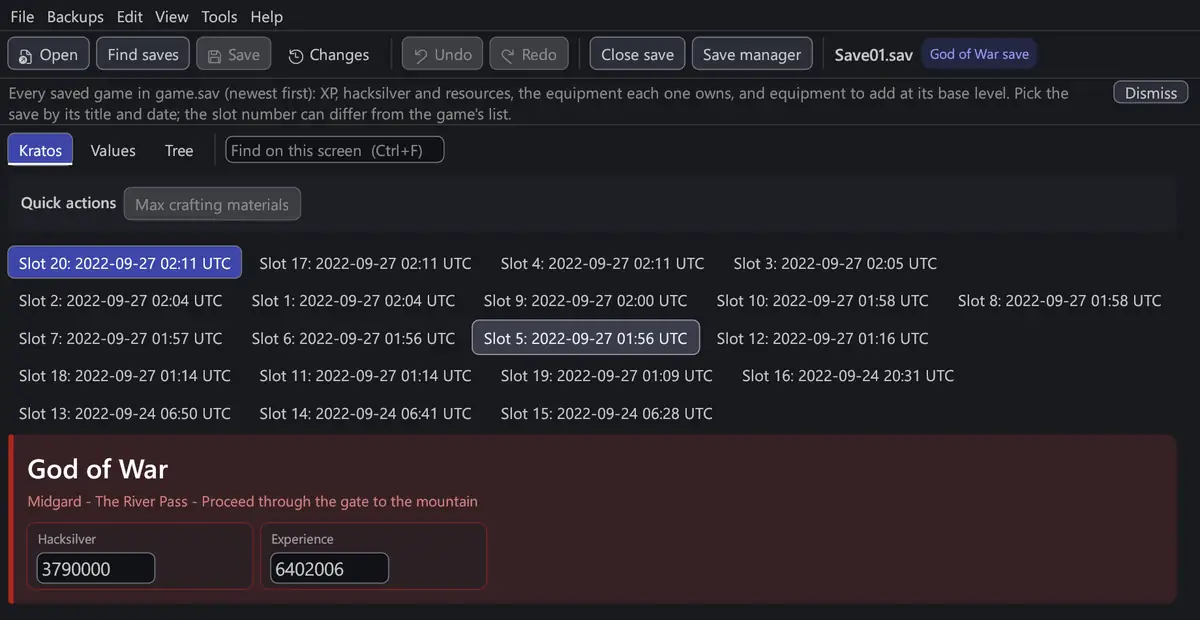 File Backups Edit View Tools Help
Open Find saves Save Changes Undo Redo Close save Save manager Save01.sav God of War save
Every saved game in game.sav (newest first): XP, hacksilver and resources, the equipment each one owns, and equipment to add at its base level. Pick the
save by its title and date; the slot number can differ from the game's list.
Dismiss
Kratos Values Tree Find on this screen (Ctrl+F)
Quick actions Max crafting materials
Slot 20: 2022-09-27 02:11 UTC Slot 17: 2022-09-27 02:11 UTC Slot 4: 2022-09-27 02:11 UTC Slot 3: 2022-09-27 02:05 UTC
Slot 2: 2022-09-27 02:04 UTC Slot 1: 2022-09-27 02:04 UTC Slot 9: 2022-09-27 02:00 UTC Slot 10: 2022-09-27 01:58 UTC Slot 8: 2022-09-27 01:58 UTC
Slot 7: 2022-09-27 01:57 UTC Slot 6: 2022-09-27 01:56 UTC Slot 5: 2022-09-27 01:56 UTC Slot 12: 2022-09-27 01:16 UTC
Slot 18: 2022-09-27 01:14 UTC Slot 11: 2022-09-27 01:14 UTC Slot 19: 2022-09-27 01:09 UTC Slot 16: 2022-09-24 20:31 UTC
Slot 13: 2022-09-24 06:50 UTC Slot 14: 2022-09-24 06:41 UTC Slot 15: 2022-09-24 06:28 UTC
God of War
Midgard - The River Pass - Proceed through the gate to the mountain
Hacksilver Experience
3790000 6402006